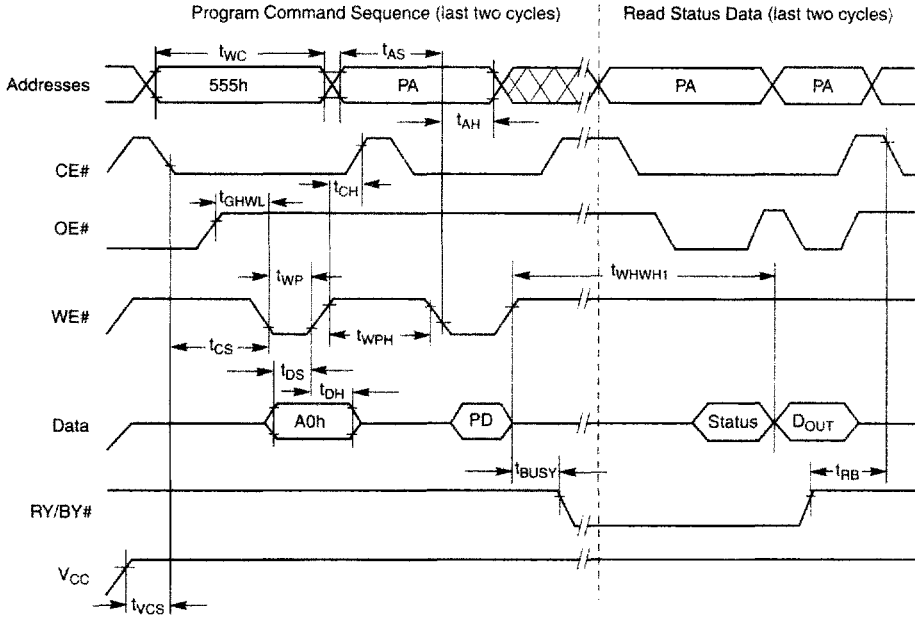 Program Command Sequence (last two cycles)
Read Status Data (last two cycles)
tWC
tAS
Addresses
555h
PA
PA
PA
tAH
CE#
tCH
tGHWL
OE#
tWP
tWHWH1
WE#
tCS
tWPH
tDS
tDH
Data
A0h
PD
Status
DOUT
tBUSY
tRB
RY/BY#
VCC
tVCS